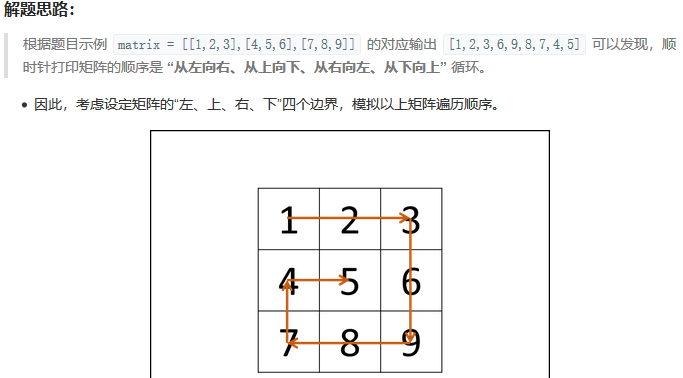 解题思路：
根据题目示例 matrix = [[1,2,3],[4,5,6],[7,8,9]] 的对应输出 [1,2,3,6,9,8,7,4,5] 可以发现，顺
时针打印矩阵的顺序是 “从左向右、从上向下、从右向左、从下向上” 循环。
• 因此，考虑设定矩阵的“左、上、右、下”四个边界，模拟以上矩阵遍历顺序。
1 2 3
4 5 6
7 8 9